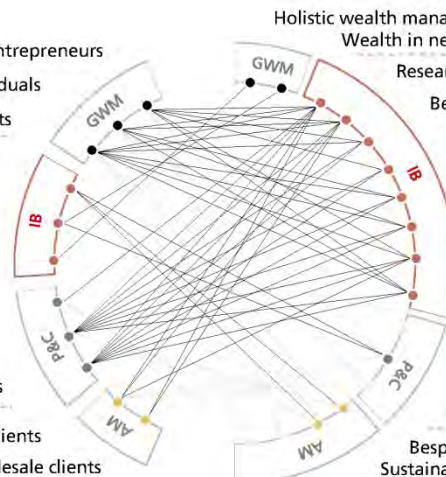 Holistic wealth mana
Wealth in ne
Resear
Be
ntrepreneurs
duals
ts
GWM
GWM
IB
IB
P&C
P&C
AM
AM
s
ients
lesale clients
Besp
Sustaina